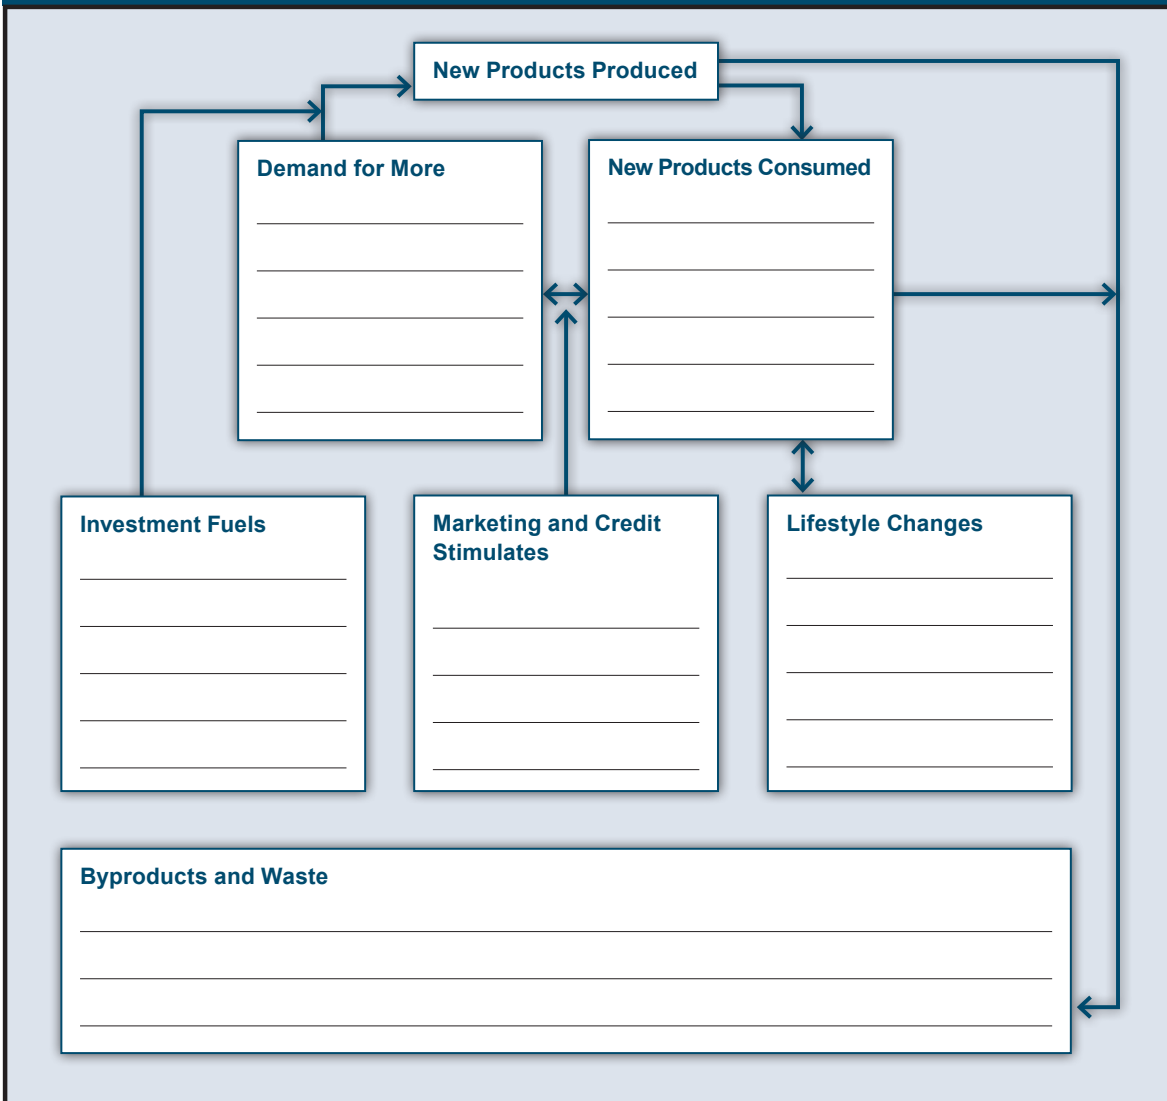 New Products Produced
Demand for More
New Products Consumed
Investment Fuels
Marketing and Credit
Stimulates
Lifestyle Changes
Byproducts and Waste